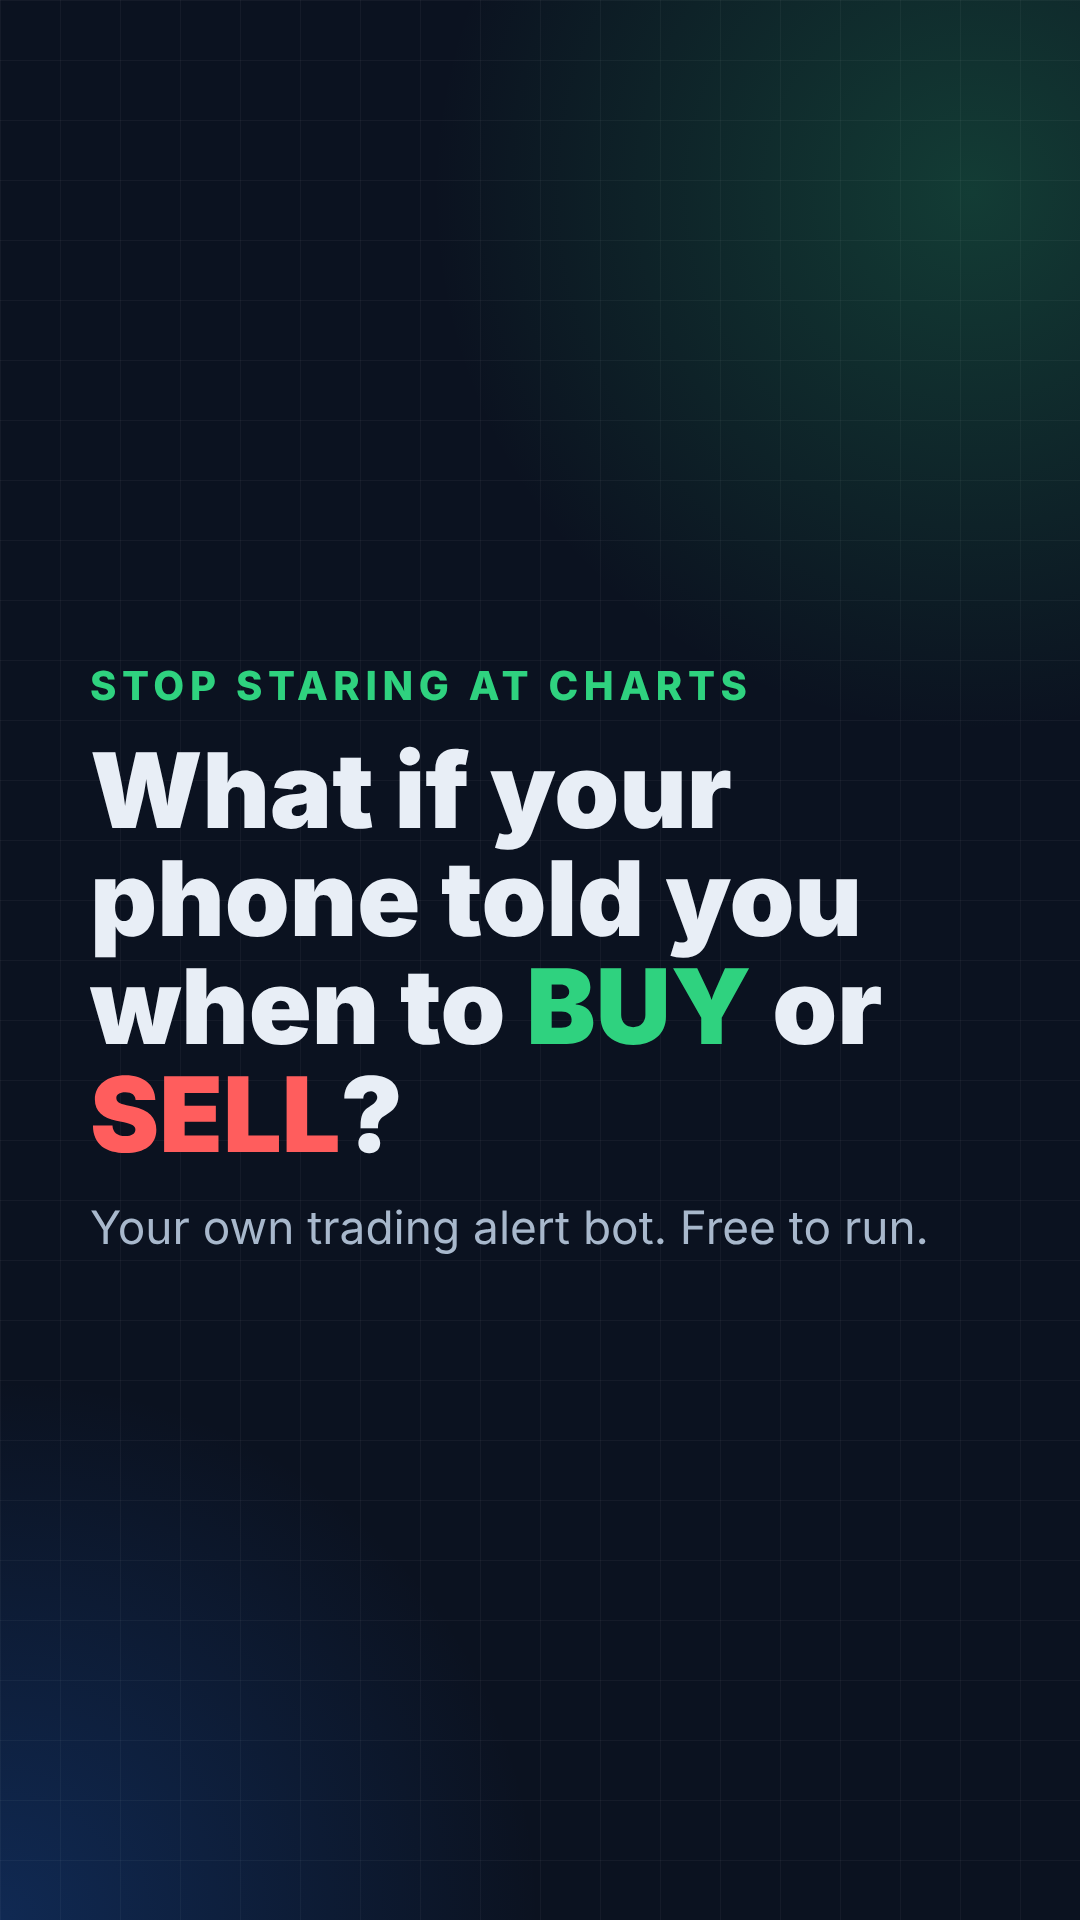 STOP STARING AT CHARTS
What if your
phone told you
when to BUY or
SELL?
Your own trading alert bot. Free to run.